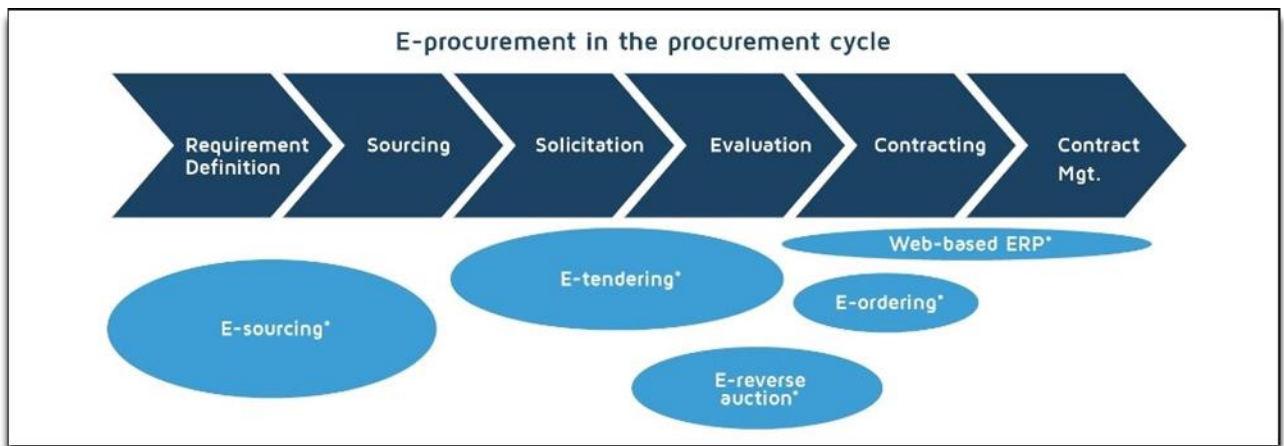 E-procurement in the procurement cycle
Requirement
Definition
Sourcing
Solicitation
Evaluation
Contracting
Contract
Mgt.
Web-based ERP*
E-tendering*
E-ordering*
E-sourcing*
E-reverse
auction*